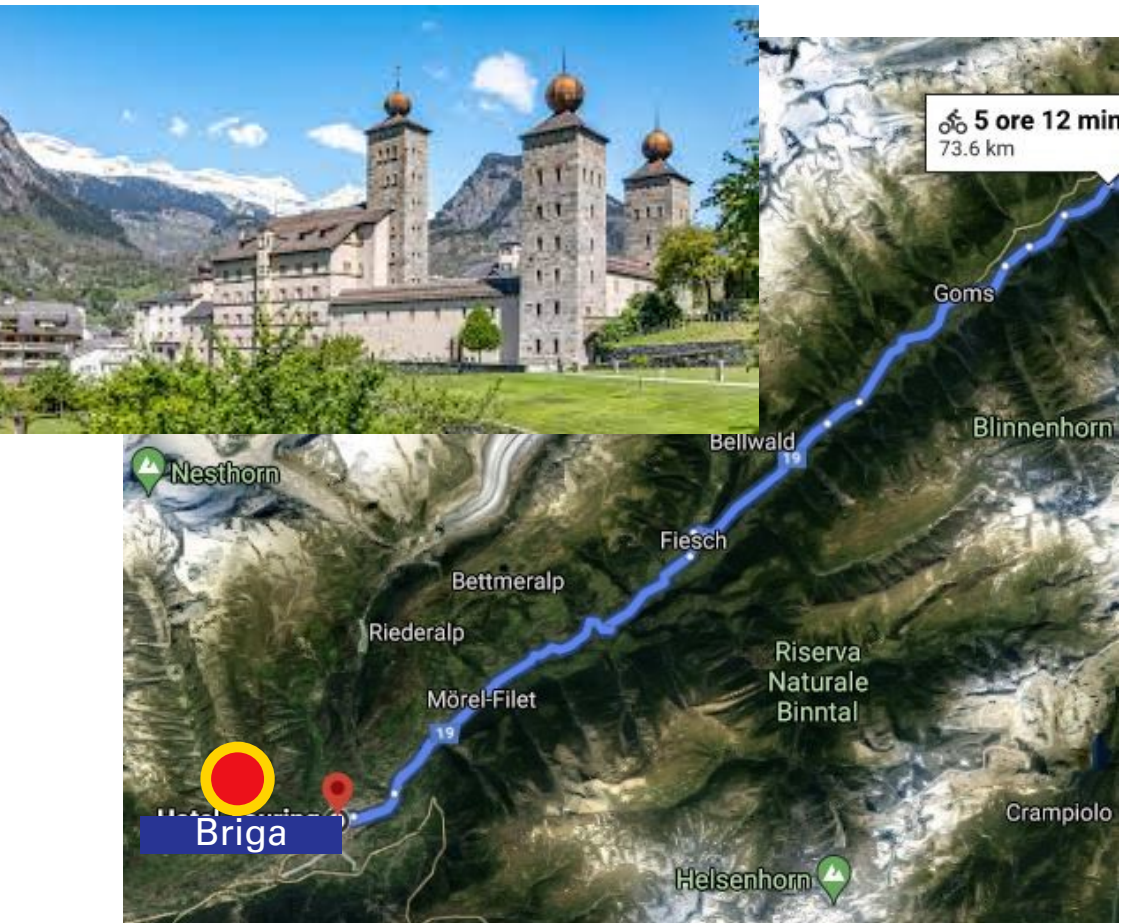 5 ore 12 min
73.6 km
Goms
Blinnenhorn
Bellwald
19
Nesthorn
Fiesch
Bettmeralp
Riederalp
Riserva
Naturale
Binntal
Mörel-Filet
19
Crampiolo
Briga
Helsenhorn